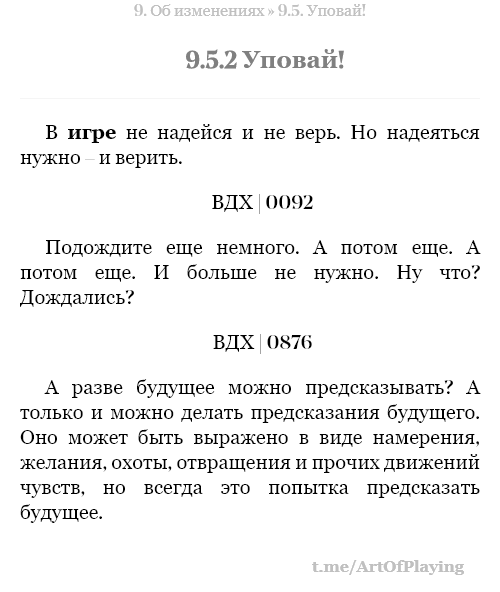 9. Об изменениях » 9.5. Уповай!
9.5.2 Уповай!
В игре не надейся и не верь. Но надеяться
нужно – и верить.
ВДХ | 0092
Подождите еще немного. А потом еще. А
потом еще. И больше не нужно. Ну что?
Дождались?
ВДХ | 0876
А разве будущее можно предсказывать? А
только и можно делать предсказания будущего.
Оно может быть выражено в виде намерения,
желания, охоты, отвращения и прочих движений
чувств, но всегда это попытка предсказать
будущее.
t.me/ArtOfPlaying